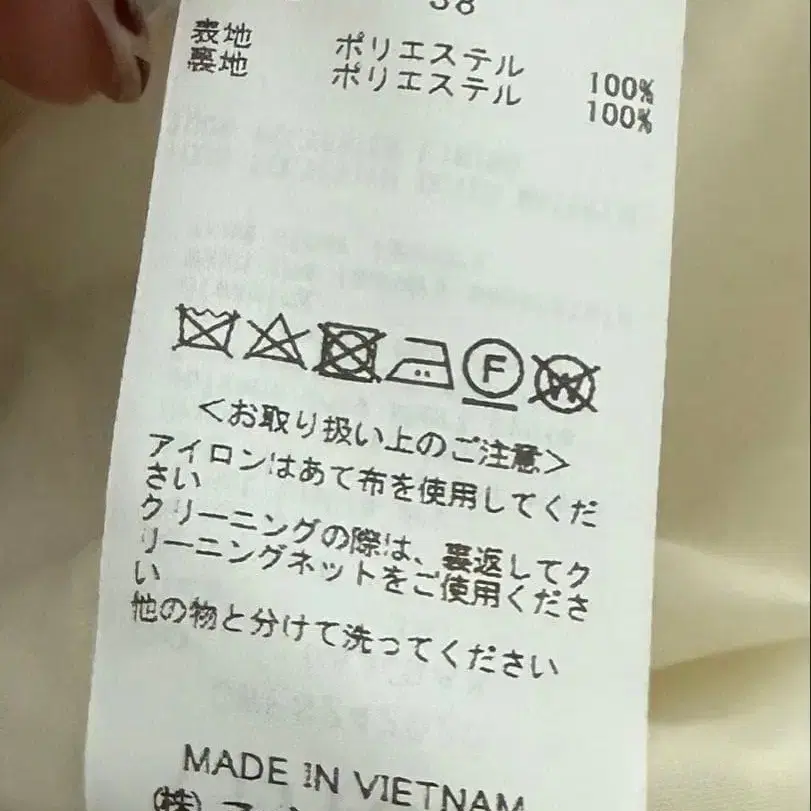 38
表地 ポリエステル 100%
裏地 ポリエステル 100%
F
W
<お取り扱い上のご注意>
アイロンはあて布を使用してくだ
さい
クリーニングの際は、裏返してク
リーニングネットをご使用くださ
い
他の物と分けて洗ってください
MADE IN VIETNAM
(株)